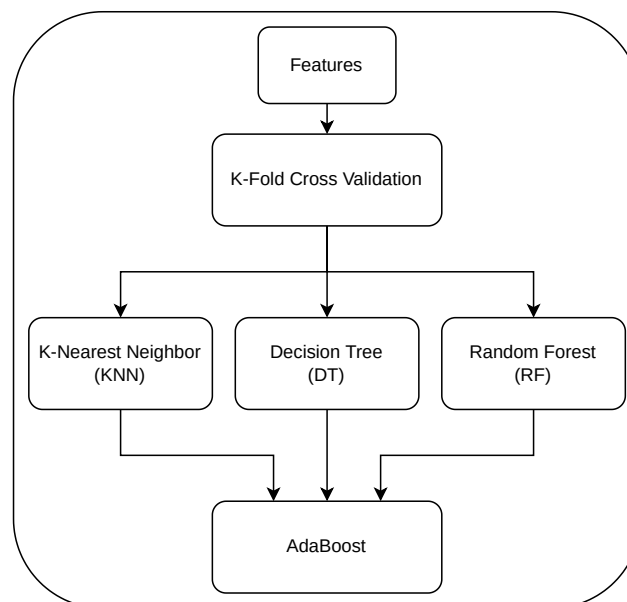 Features
K-Fold Cross Validation
K-Nearest Neighbor
(KNN)
Decision Tree
(DT)
Random Forest
(RF)
AdaBoost